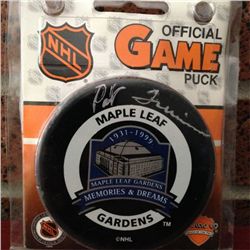 NHL
OFFICIAL
GAME
PUCK
MAPLE LEAF
1931-1999
MAPLE LEAF GARDENS
MEMORIES & DREAMS
GARDENS
©NHL